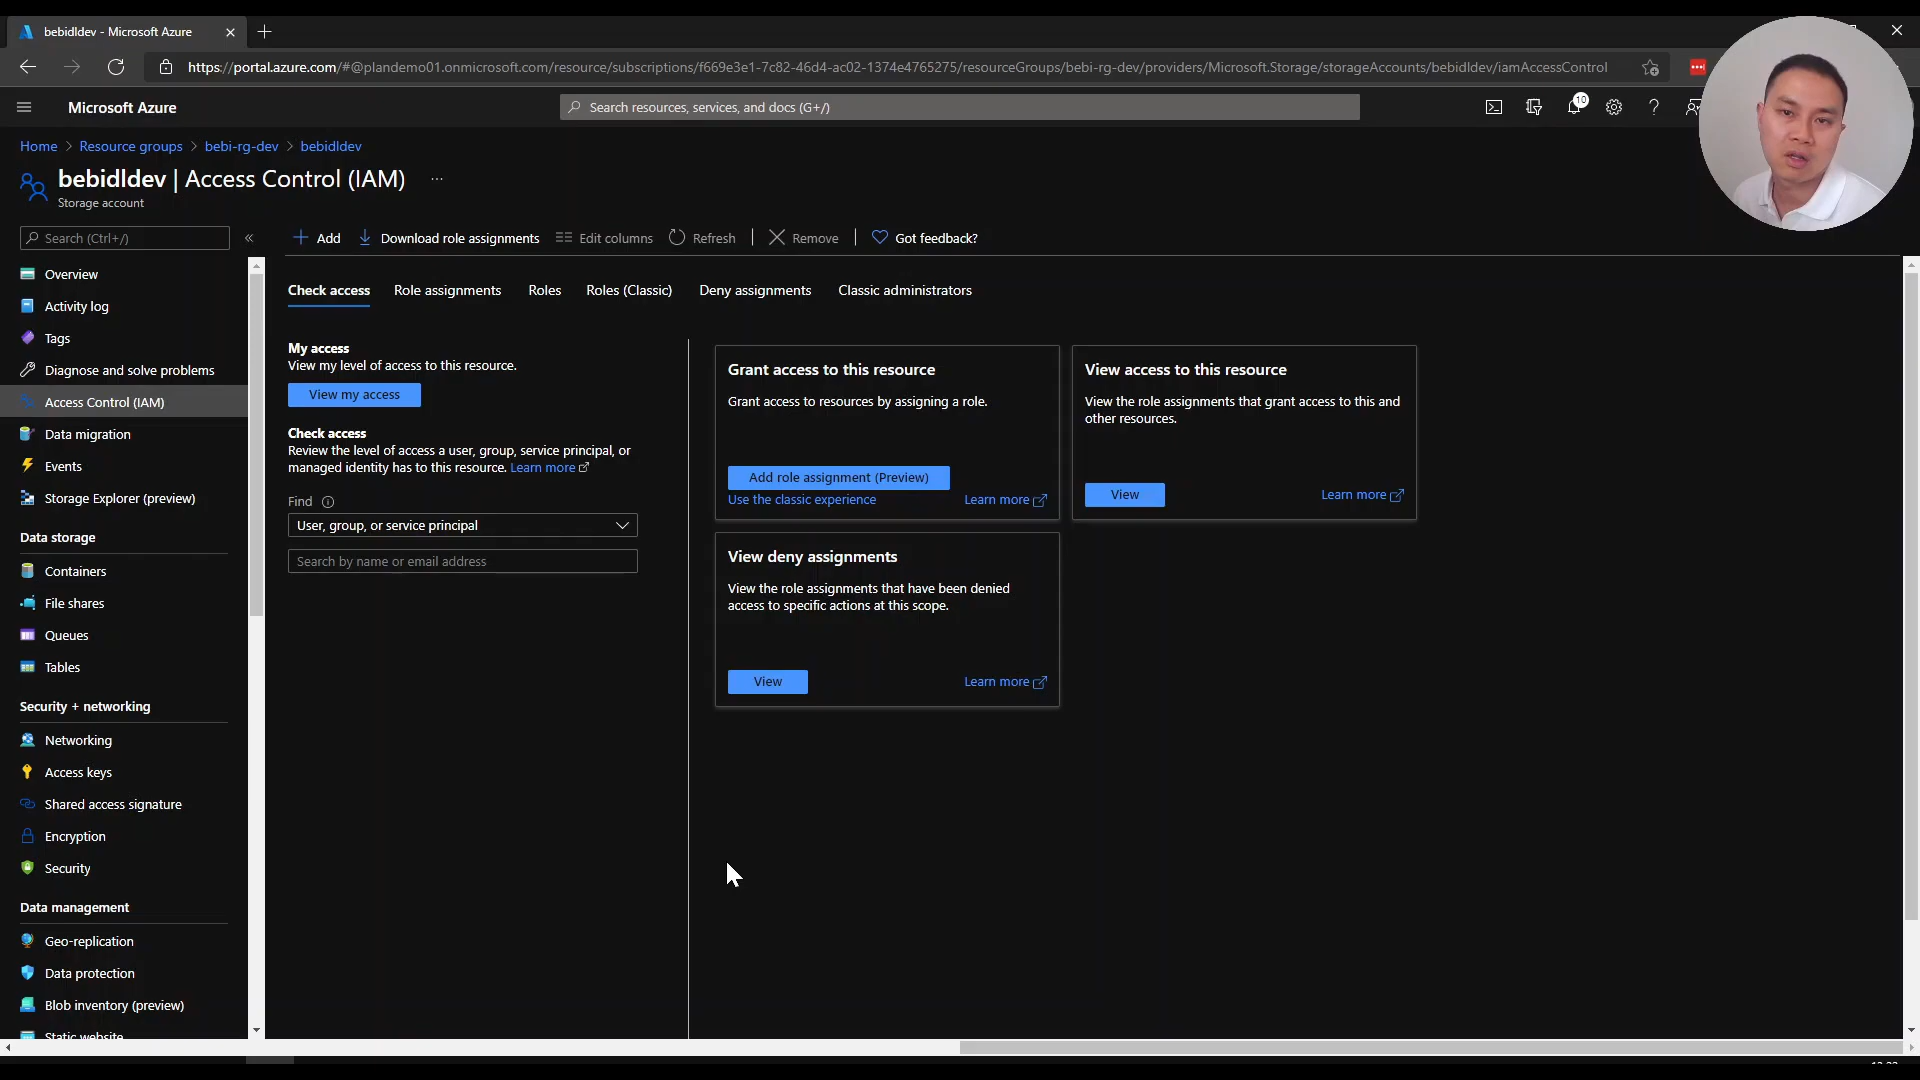 bebidldev - Microsoft Azure
https://portal.azure.com/#@plandemo01.onmicrosoft.com/resource/subscriptions/f669e3e1-7c82-46d4-ac02-1374e4765275/resourceGroups/bebi-rg-dev/providers/Microsoft.Storage/storageAccounts/bebidldev/iamAccessControl
Microsoft Azure
Search resources, services, and docs (G+/)
10
Home > Resource groups > bebi-rg-dev > bebidldev
bebidldev | Access Control (IAM) ...
Storage account
Search (Ctrl+/)
Overview
Activity log
Tags
Diagnose and solve problems
Access Control (IAM)
Data migration
Events
Storage Explorer (preview)
Data storage
Containers
File shares
Queues
Tables
Security + networking
Networking
Access keys
Shared access signature
Encryption
Security
Data management
Geo-replication
Data protection
Blob inventory (preview)
Static website
Add Download role assignments Edit columns Refresh Remove Got feedback?
Check access Role assignments Roles Roles (Classic) Deny assignments Classic administrators
My access
View my level of access to this resource.
View my access
Check access
Review the level of access a user, group, service principal, or
managed identity has to this resource. Learn more
Find
User, group, or service principal
Search by name or email address
Grant access to this resource
Grant access to resources by assigning a role.
Add role assignment (Preview)
Use the classic experience Learn more
View access to this resource
View the role assignments that grant access to this and
other resources.
View Learn more
View deny assignments
View the role assignments that have been denied
access to specific actions at this scope.
View Learn more